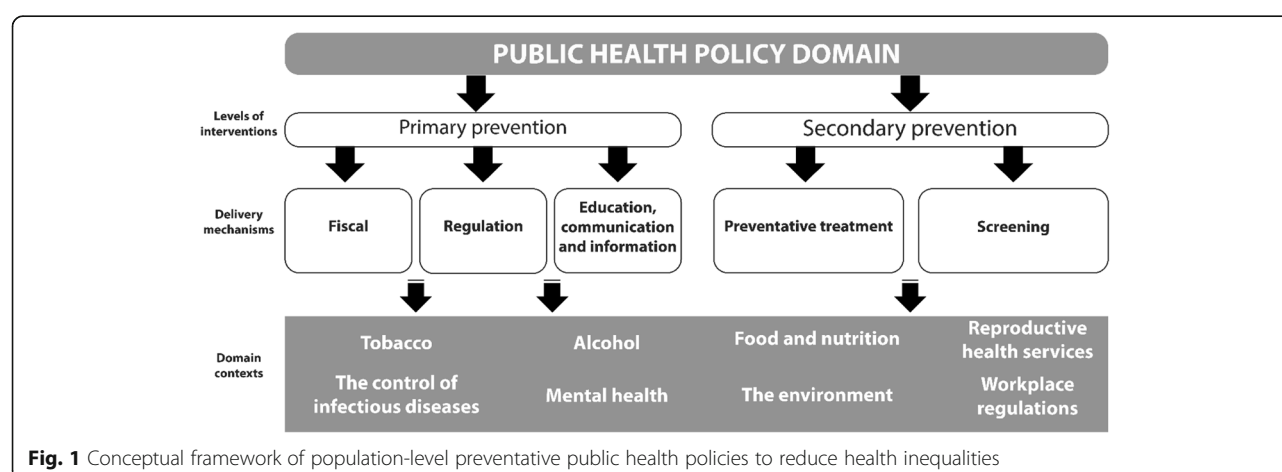 PUBLIC HEALTH POLICY DOMAIN
Levels of
interventions
Primary prevention
Secondary prevention
Delivery
mechanisms
Fiscal
Regulation
Education,
communication
and information
Preventative treatment
Screening
Domain
contexts
Tobacco
Alcohol
Food and nutrition
Reproductive
health services
The control of
infectious diseases
Mental health
The environment
Workplace
regulations
Fig. 1 Conceptual framework of population-level preventative public health policies to reduce health inequalities